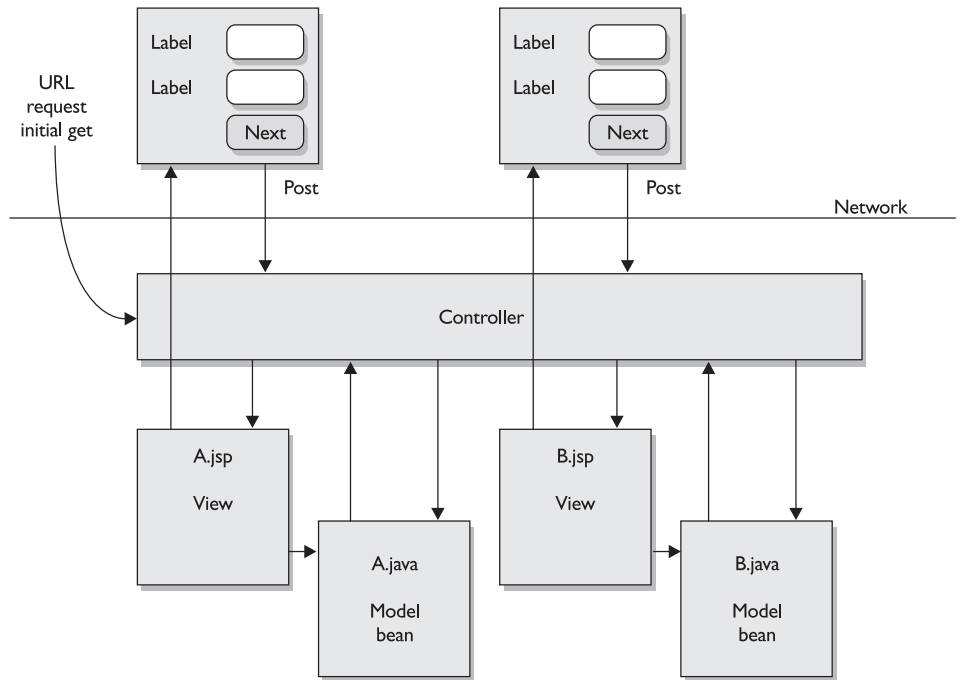 Label
Label
Next
Label
Label
Next
URL
request
initial get
Post
Post
Network
Controller
A.jsp
View
B.jsp
View
A.java
Model
bean
B.java
Model
bean